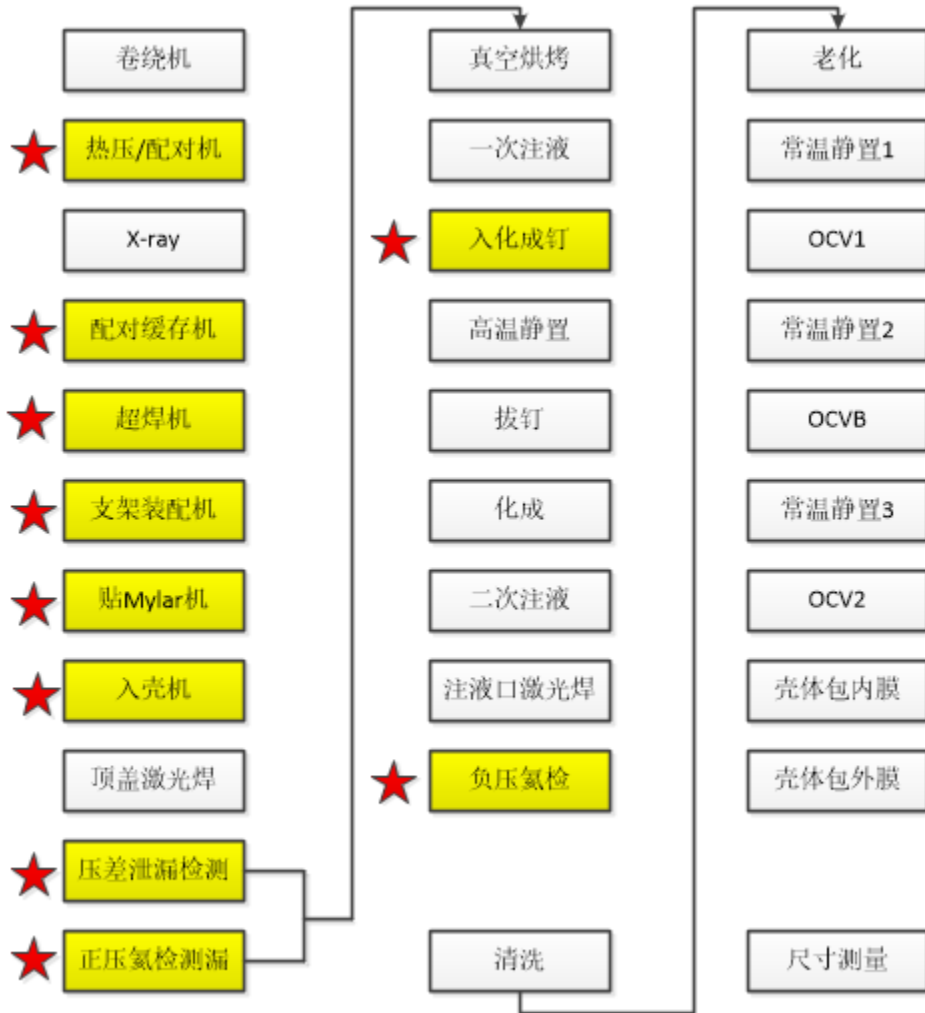 卷绕机
热压/配对机
X-ray
配对缓存机
超焊机
支架装配机
贴Mylar机
入壳机
顶盖激光焊
压差泄漏检测
正压氦检测漏
真空烘烤
一次注液
入化成钉
高温静置
拔钉
化成
二次注液
注液口激光焊
负压氦检
清洗
老化
常温静置1
OCV1
常温静置2
OCVB
常温静置3
OCV2
壳体包内膜
壳体包外膜
尺寸测量